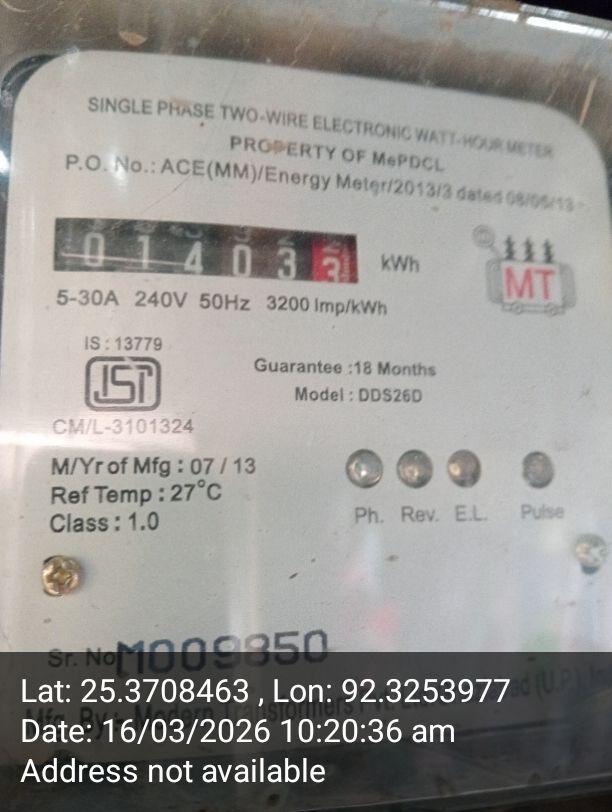 SINGLE PHASE TWO-WIRE ELECTRONIC WATT-HOUR METER
PROPERTY OF MePDCL
P.O. No.: ACE(MM)/Energy Meter/2013/3 dated 08/05/13
0 1 4 0 3 3 kWh
MT
5-30A 240V 50Hz 3200 Imp/kWh
IS : 13779
ISI
Guarantee :18 Months
Model : DDS26D
CM/L-3101324
M/Yr of Mfg : 07 / 13
Ref Temp : 27°C
Class : 1.0
Ph. Rev. E.L. Pulse
Sr. No M009850
Mfg. By : Modern Transformers (U.P.)
Lat: 25.3708463 , Lon: 92.3253977
Date: 16/03/2026 10:20:36 am
Address not available